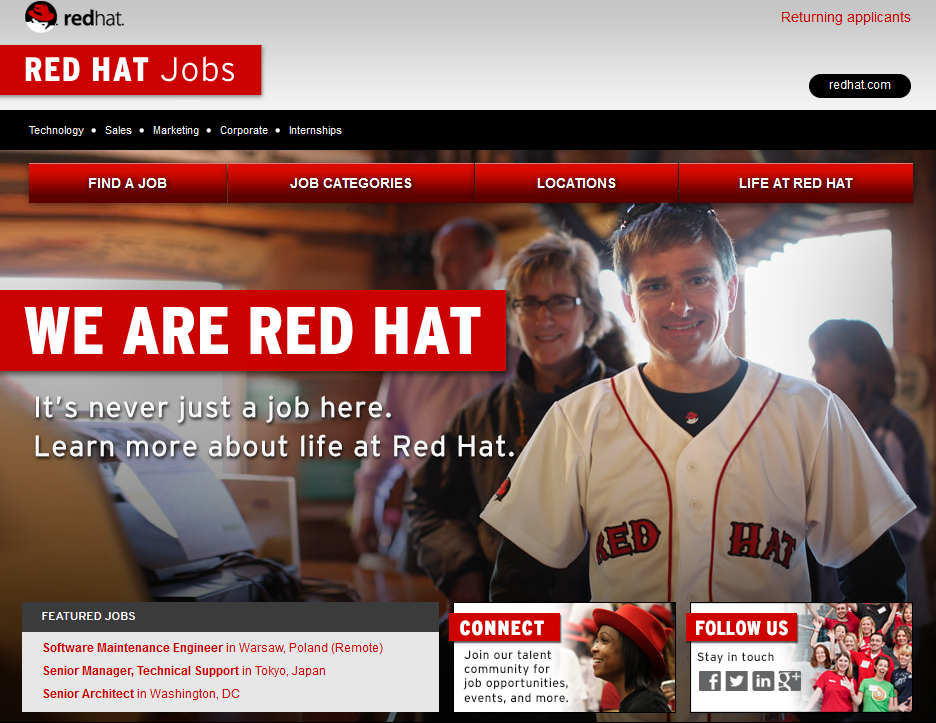 redhat.
Returning applicants
RED HAT Jobs
redhat.com
Technology • Sales • Marketing • Corporate • Internships
FIND A JOB
JOB CATEGORIES
LOCATIONS
LIFE AT RED HAT
WE ARE RED HAT
It's never just a job here.
Learn more about life at Red Hat.
RED HAT
FEATURED JOBS
Software Maintenance Engineer in Warsaw, Poland (Remote)
Senior Manager, Technical Support in Tokyo, Japan
Senior Architect in Washington, DC
CONNECT
Join our talent
community for
job opportunities,
events, and more.
FOLLOW US
Stay in touch
f in g+